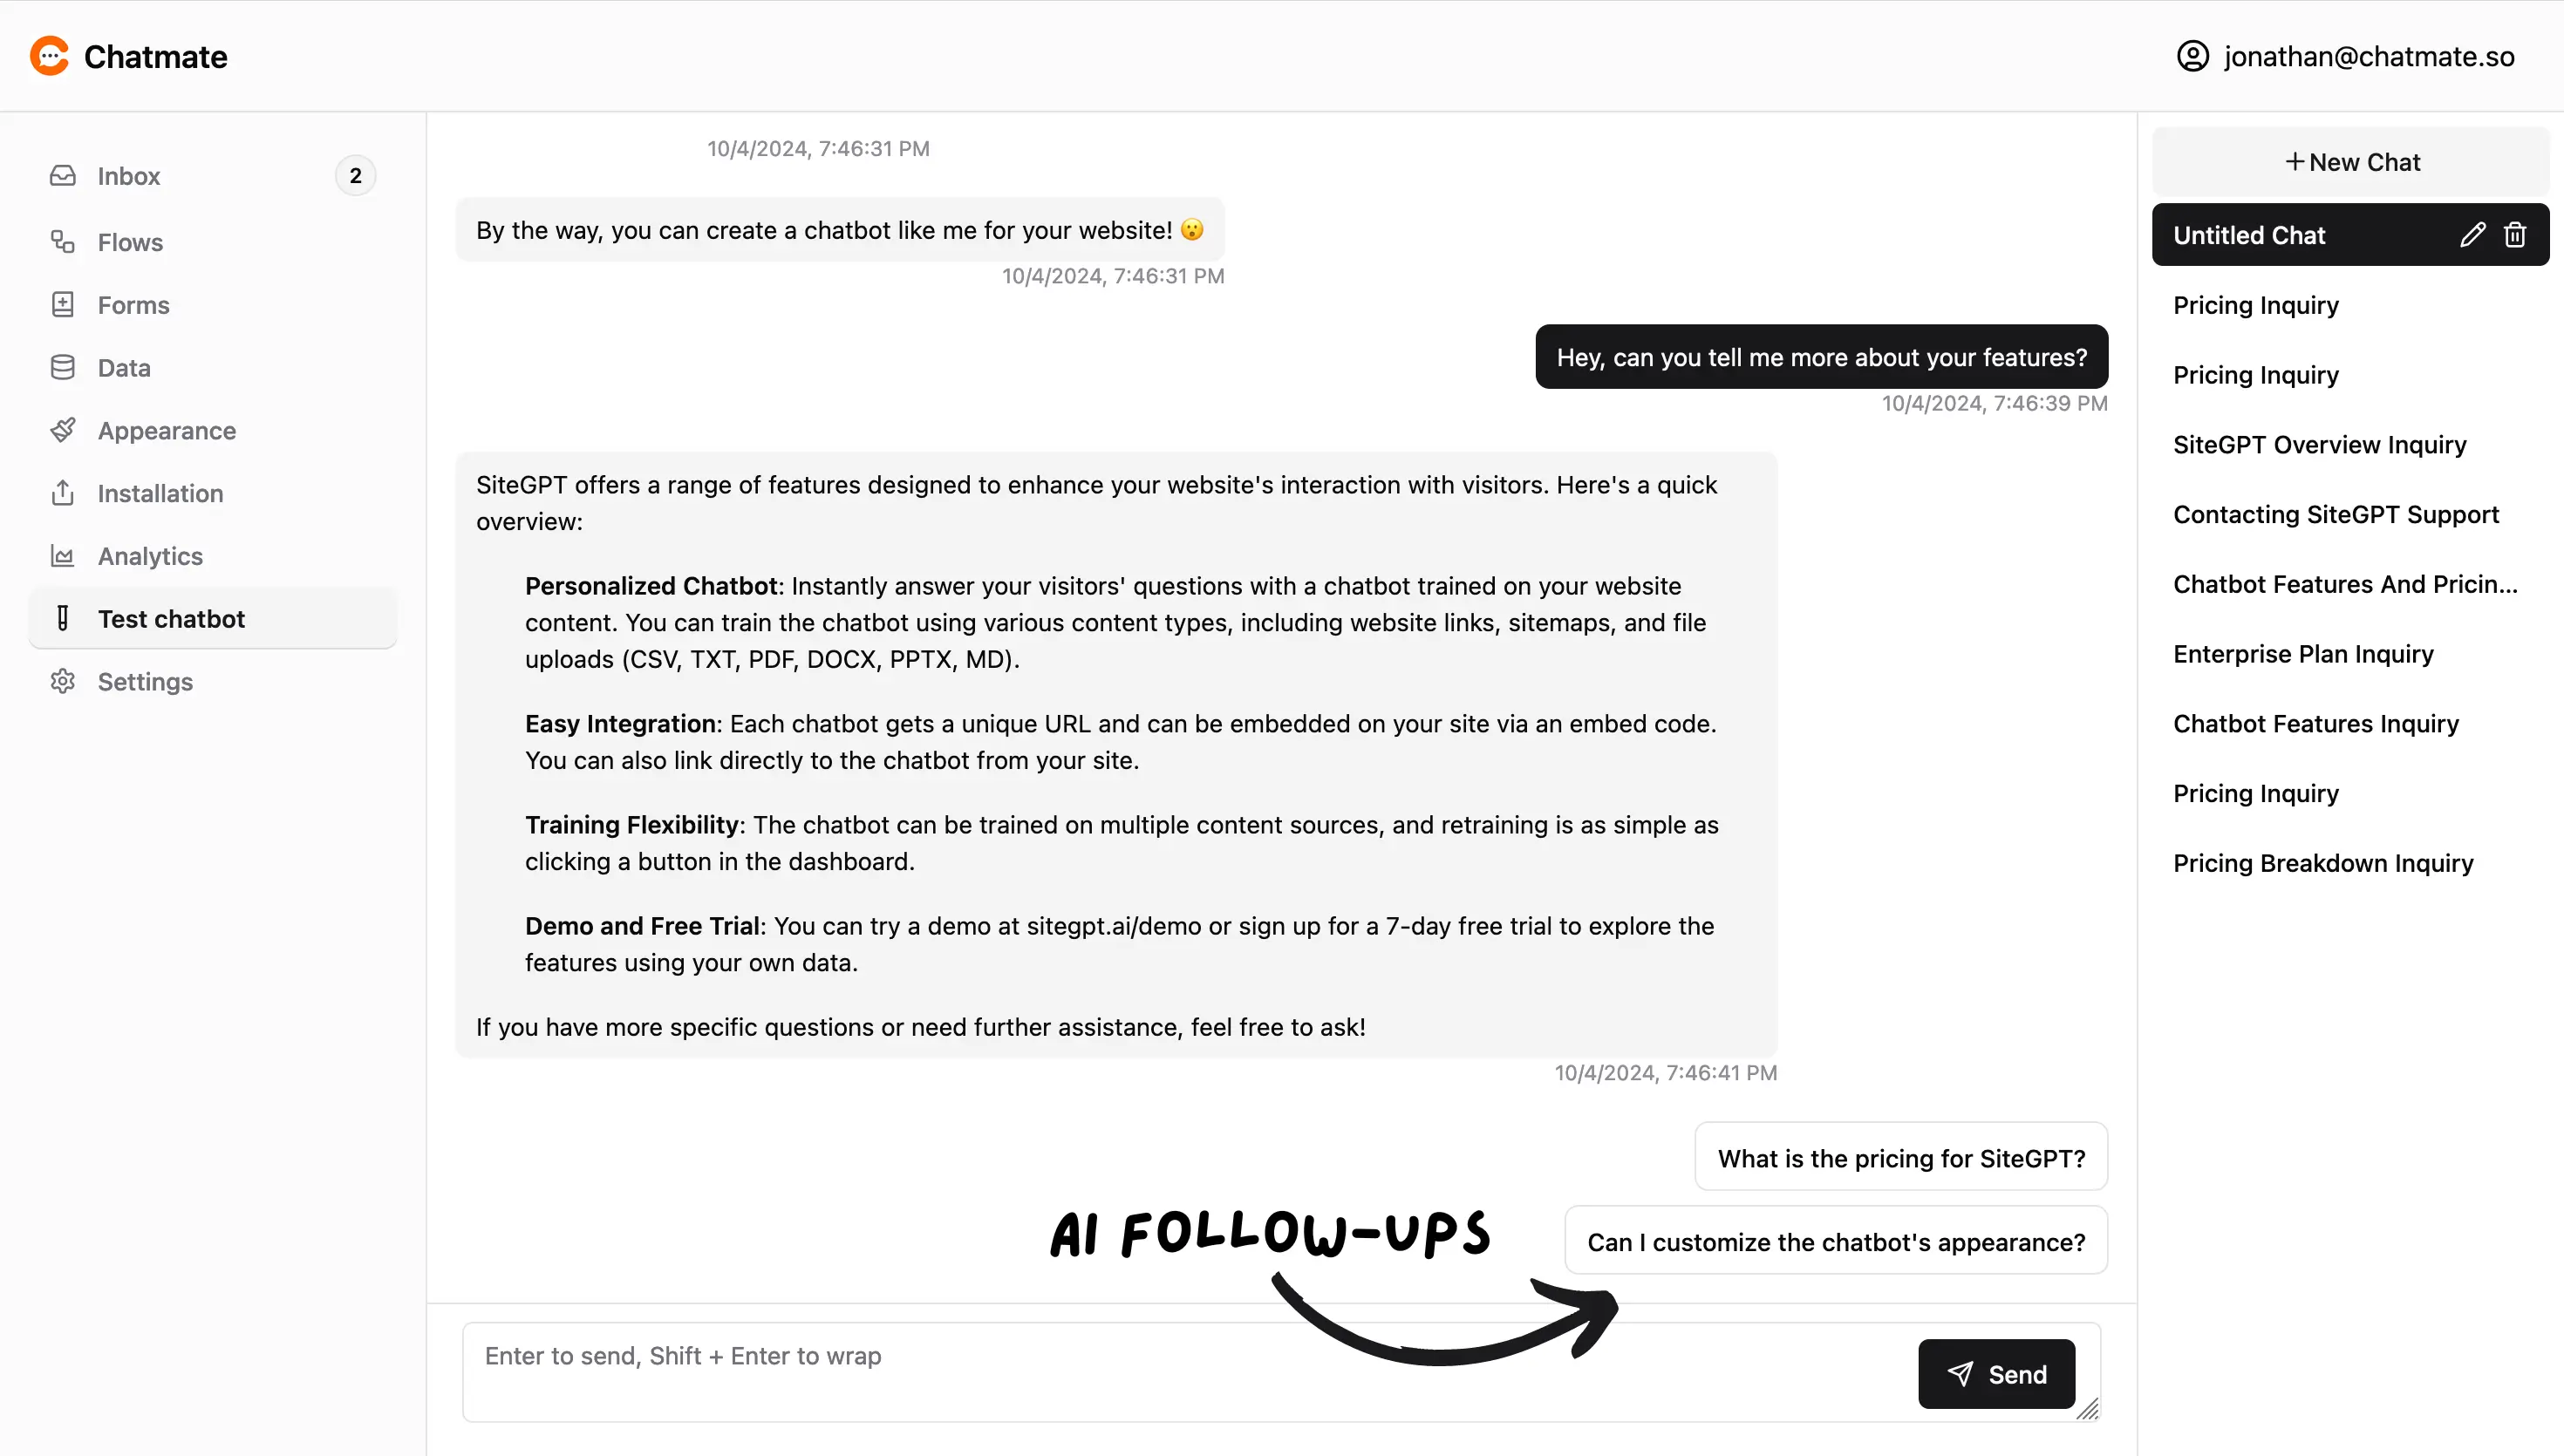 Chatmate
jonathan@chatmate.so
Inbox
2
Flows
Forms
Data
Appearance
Installation
Analytics
Test chatbot
Settings
10/4/2024, 7:46:31 PM
By the way, you can create a chatbot like me for your website! 😮
10/4/2024, 7:46:31 PM
Hey, can you tell me more about your features?
10/4/2024, 7:46:39 PM
SiteGPT offers a range of features designed to enhance your website's interaction with visitors. Here's a quick
overview:
Personalized Chatbot: Instantly answer your visitors' questions with a chatbot trained on your website
content. You can train the chatbot using various content types, including website links, sitemaps, and file
uploads (CSV, TXT, PDF, DOCX, PPTX, MD).
Easy Integration: Each chatbot gets a unique URL and can be embedded on your site via an embed code.
You can also link directly to the chatbot from your site.
Training Flexibility: The chatbot can be trained on multiple content sources, and retraining is as simple as
clicking a button in the dashboard.
Demo and Free Trial: You can try a demo at sitegpt.ai/demo or sign up for a 7-day free trial to explore the
features using your own data.
If you have more specific questions or need further assistance, feel free to ask!
10/4/2024, 7:46:41 PM
What is the pricing for SiteGPT?
AI FOLLOW-UPS
Can I customize the chatbot's appearance?
Enter to send, Shift + Enter to wrap
Send
+ New Chat
Untitled Chat
Pricing Inquiry
Pricing Inquiry
SiteGPT Overview Inquiry
Contacting SiteGPT Support
Chatbot Features And Pricin...
Enterprise Plan Inquiry
Chatbot Features Inquiry
Pricing Inquiry
Pricing Breakdown Inquiry